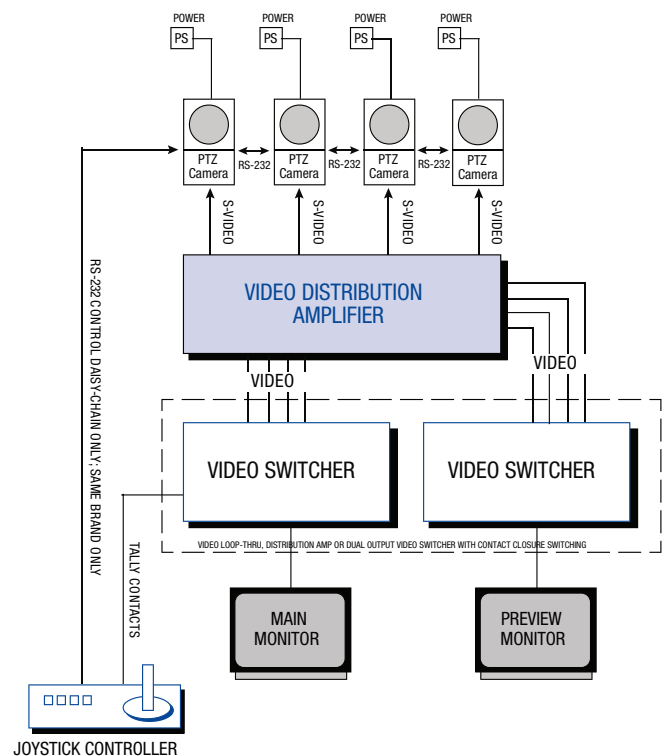 POWER POWER POWER POWER
PS PS PS PS
PTZ Camera
RS-232
PTZ Camera
RS-232
PTZ Camera
RS-232
PTZ Camera
S-VIDEO
S-VIDEO
S-VIDEO
S-VIDEO
VIDEO DISTRIBUTION
AMPLIFIER
VIDEO
VIDEO
VIDEO SWITCHER
VIDEO SWITCHER
VIDEO LOOP-THRU, DISTRIBUTION AMP OR DUAL OUTPUT VIDEO SWITCHER WITH CONTACT CLOSURE SWITCHING
RS-232 CONTROL DAISY-CHAIN ONLY; SAME BRAND ONLY
TALLY CONTACTS
MAIN
MONITOR
PREVIEW
MONITOR
JOYSTICK CONTROLLER